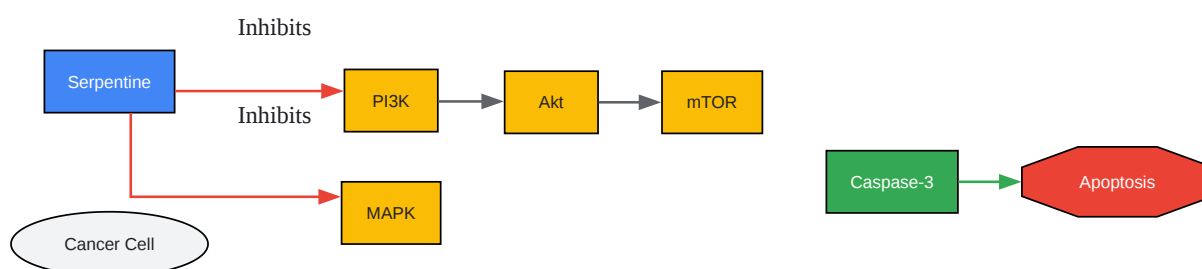 Inhibits
Serpentine
PI3K
Akt
mTOR
Inhibits
Caspase-3
Apoptosis
MAPK
Cancer Cell